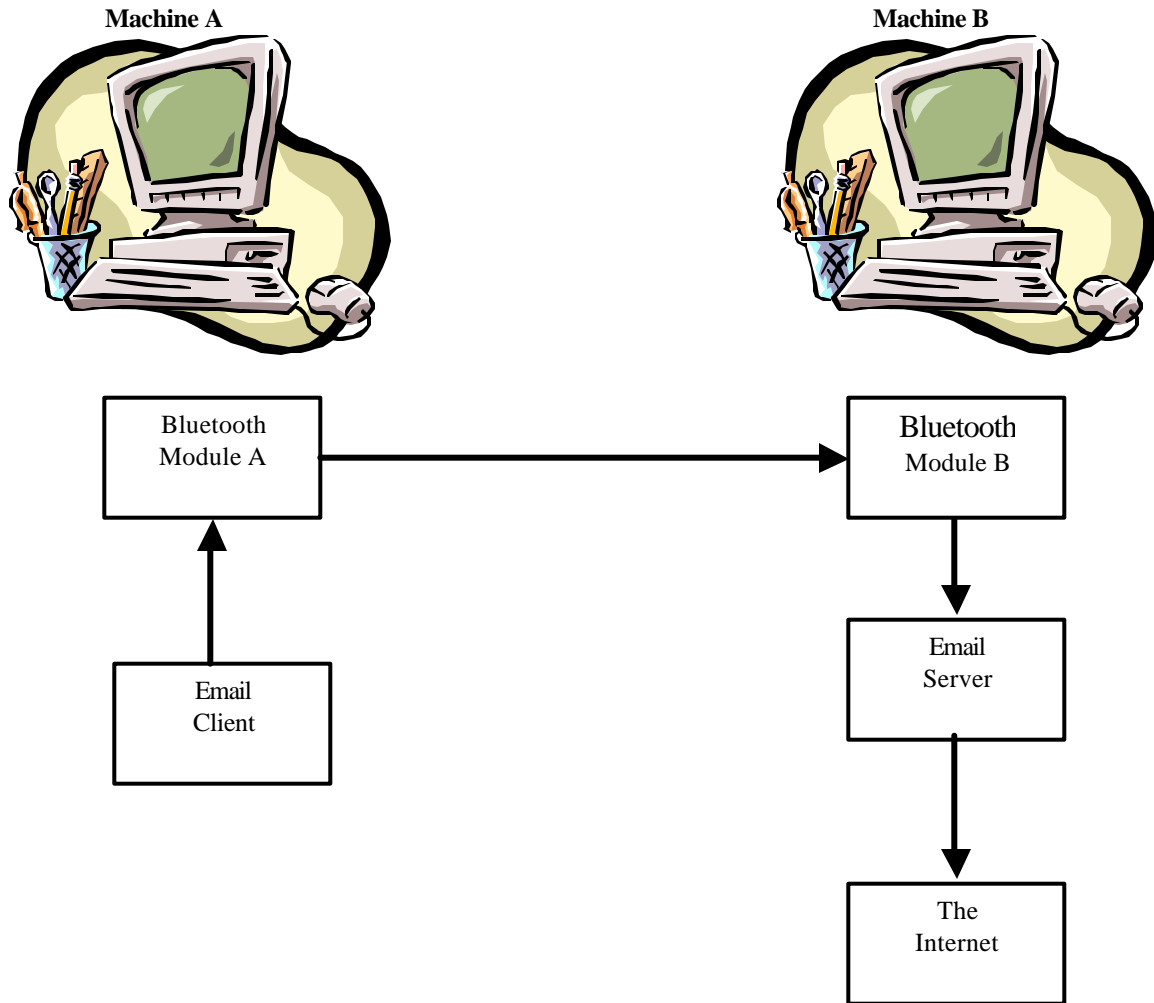 Machine A
Machine B
Bluetooth
Module A
Bluetooth
Module B
Email
Client
Email
Server
The
Internet